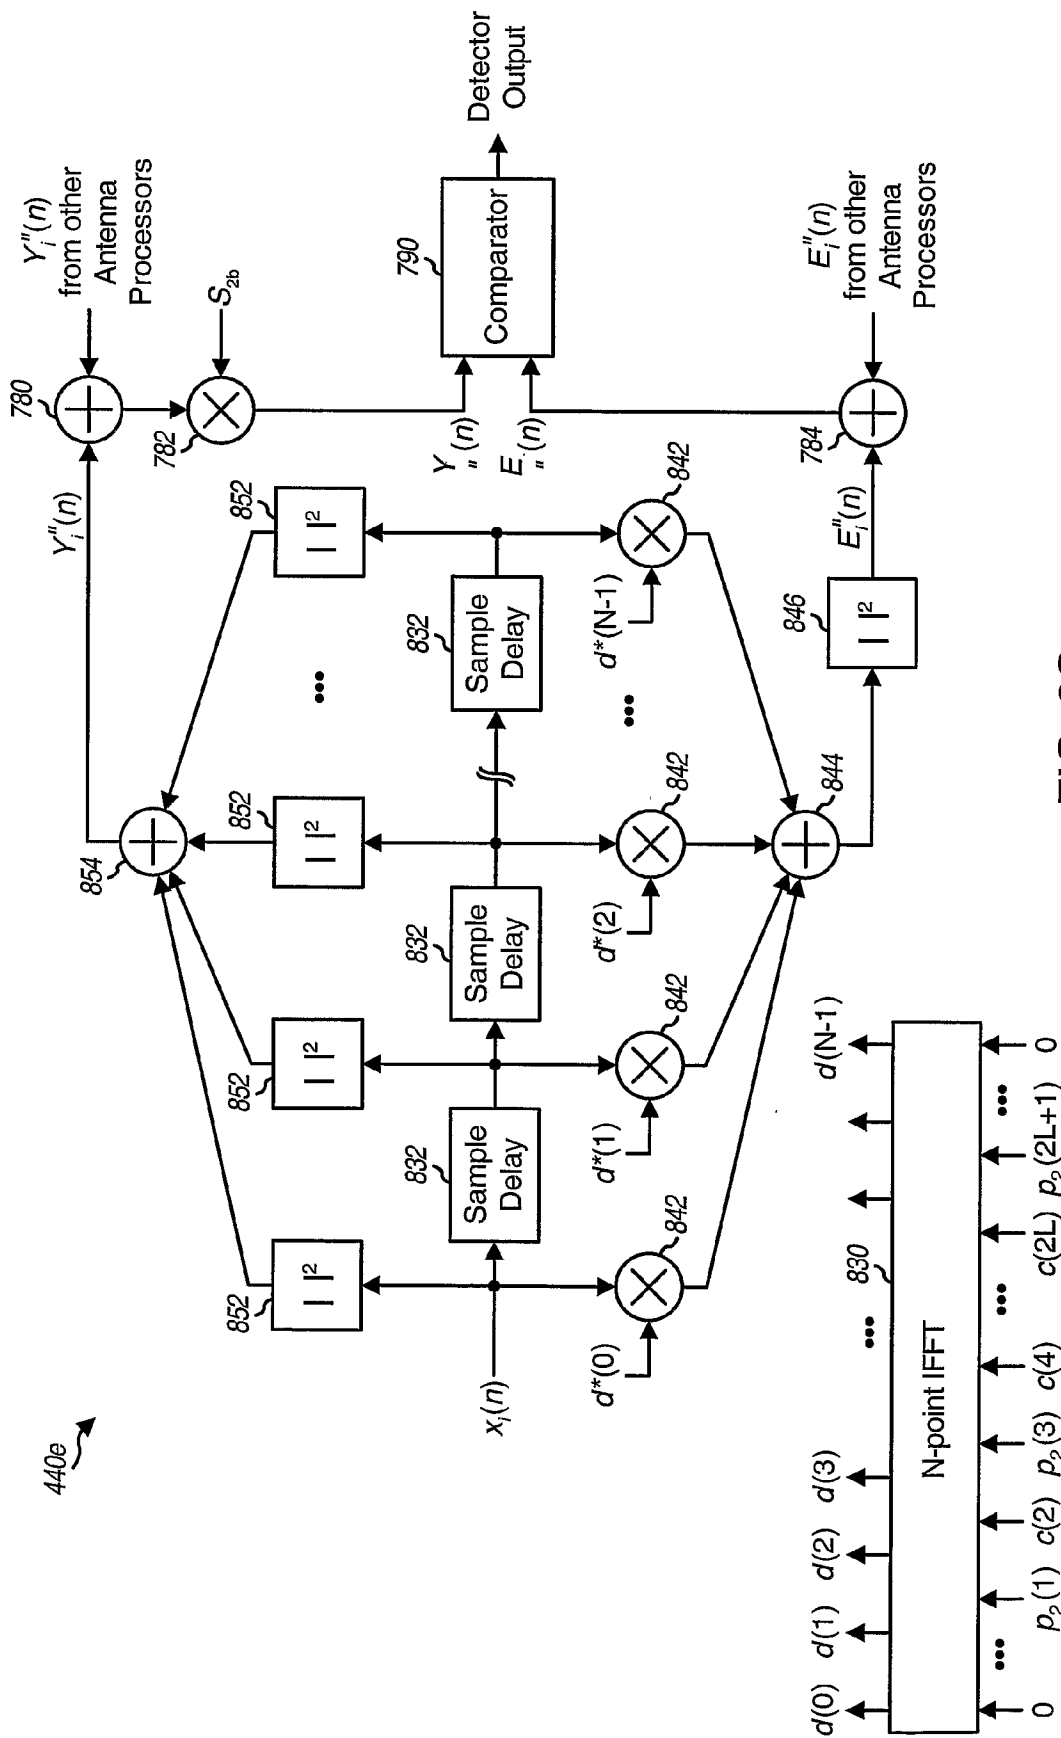 440e
Y_i''(n)
780
Y_i''(n)
from other
Antenna
Processors
854
782
S_2b
852
| |²
852
| |²
852
| |²
852
| |²
•••
790
Comparator
Detector
Output
Y
''(n)
E
''(n)
x_i(n)
Sample
Delay
832
Sample
Delay
832
Sample
Delay
832
d*(0)
842
d*(1)
842
d*(2)
842
•••
d*(N-1)
842
844
846
| |²
E_i''(n)
784
E_i''(n)
from other
Antenna
Processors
d(0) d(1) d(2) d(3) ••• d(N-1)
830
N-point IFFT
0 ••• p_2(1) c(2) p_2(3) c(4) ••• c(2L) p_2(2L+1) ••• 0